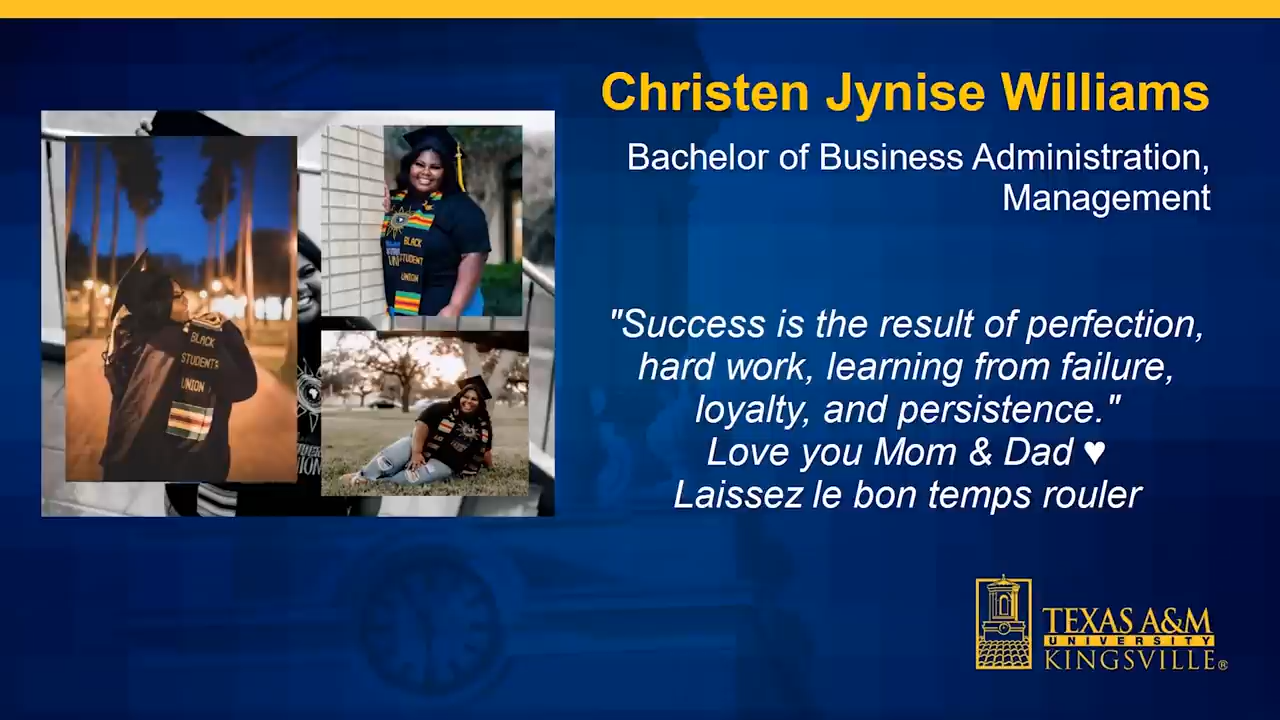 Christen Jynise Williams
Bachelor of Business Administration,
Management
"Success is the result of perfection,
hard work, learning from failure,
loyalty, and persistence."
Love you Mom & Dad ♥
Laissez le bon temps rouler
BLACK
STUDENTS
UNION
BLACK
STUDENT
UNION
TEXAS A&M
UNIVERSITY
KINGSVILLE®